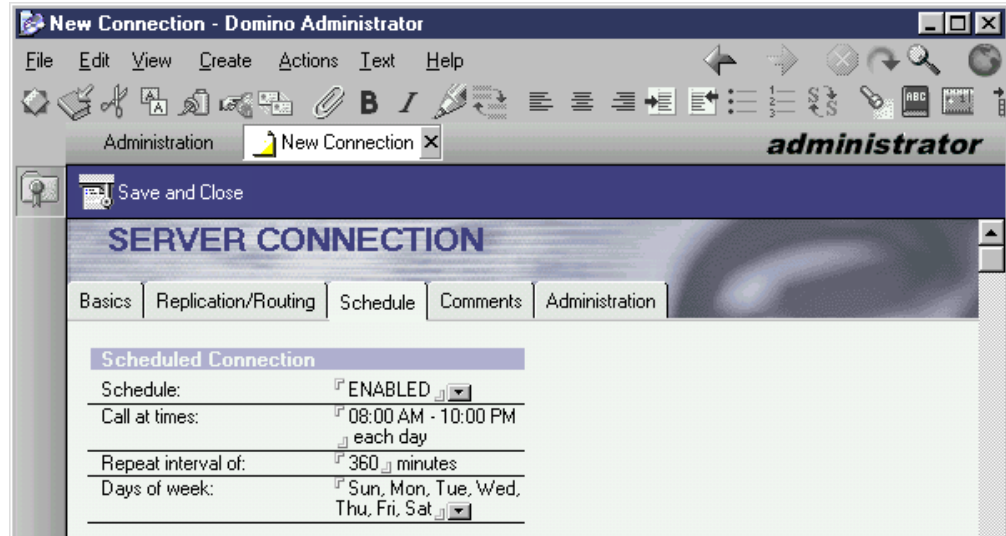 New Connection - Domino Administrator
File Edit View Create Actions Text Help
B I ABC
Administration New Connection administrator
Save and Close
SERVER CONNECTION
Basics Replication/Routing Schedule Comments Administration
Scheduled Connection
Schedule: ENABLED
Call at times: 08:00 AM - 10:00 PM
each day
Repeat interval of: 360 minutes
Days of week: Sun, Mon, Tue, Wed,
Thu, Fri, Sat